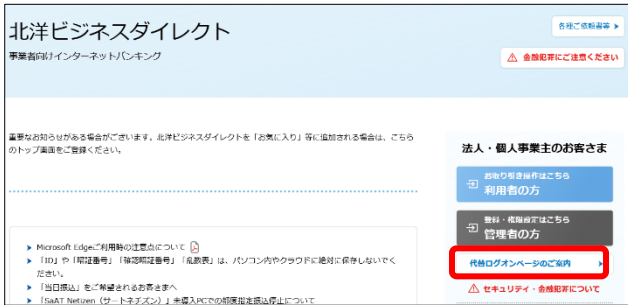 北洋ビジネスダイレクト
事業者向けインターネットバンキング
各種ご依頼書等
金融犯罪にご注意ください
重要なお知らせがある場合がございます。北洋ビジネスダイレクトを「お気に入り」等に追加される場合は、こちら
のトップ画面をご登録ください。
法人・個人事業主のお客さま
お取り引き操作はこちら
利用者の方
登録・権限設定はこちら
管理者の方
代替ログオンページのご案内
セキュリティ・金融犯罪について
Microsoft Edgeご利用時の注意点について
「ID」や「暗証番号」「確認暗証番号」「乱数表」は、パソコン内やクラウドに絶対に保存しないでく
ださい。
「当日振込」をご希望されるお客さまへ
「SaAT Netizen（サートネチズン）」未導入PCでの都度指定振込停止について